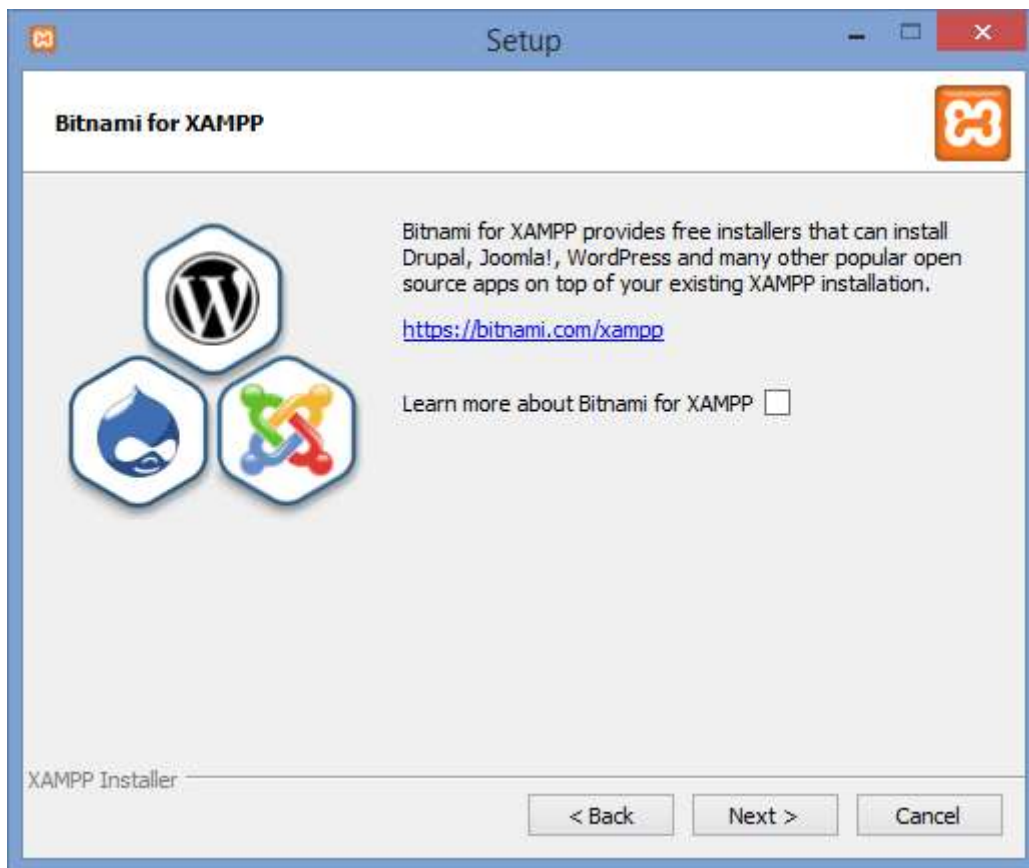 Setup
Bitnami for XAMPP
Bitnami for XAMPP provides free installers that can install
Drupal, Joomla!, WordPress and many other popular open
source apps on top of your existing XAMPP installation.
https://bitnami.com/xampp
Learn more about Bitnami for XAMPP
XAMPP Installer
< Back Next > Cancel